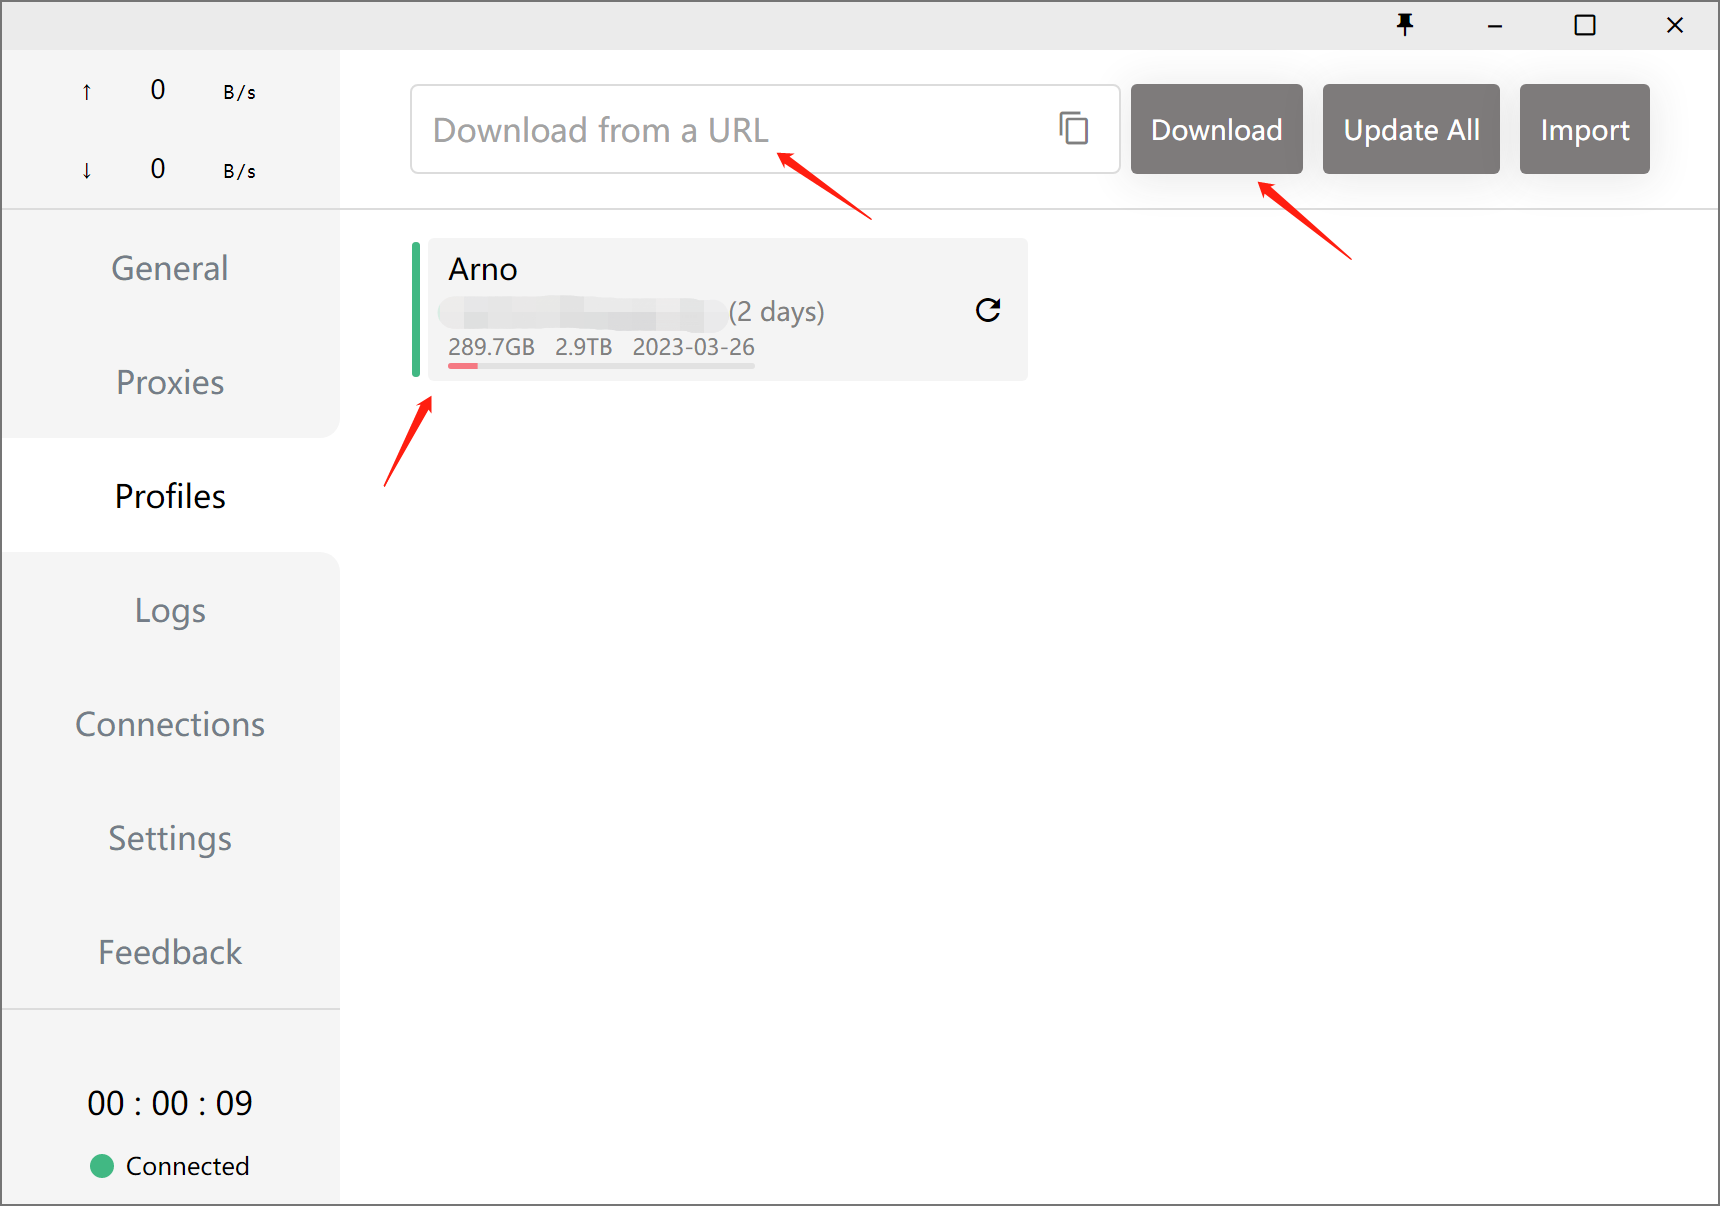 ↑ 0 B/s
↓ 0 B/s
Download from a URL
Download
Update All
Import
General
Proxies
Profiles
Logs
Connections
Settings
Feedback
00 : 00 : 09
Connected
Arno
(2 days)
289.7GB 2.9TB 2023-03-26